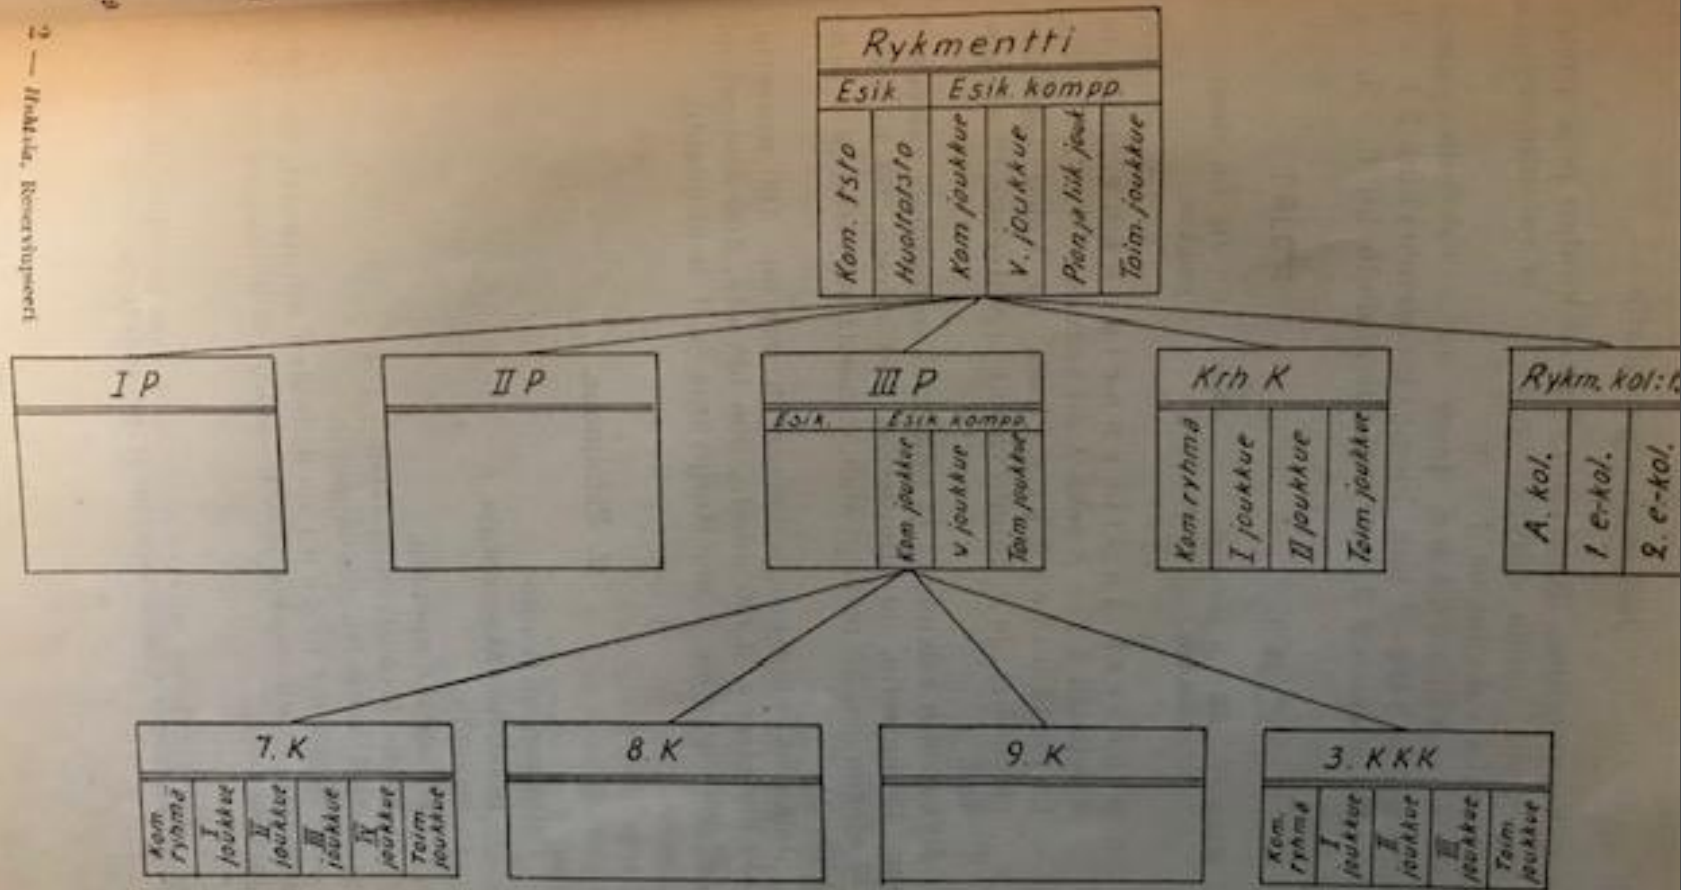 2 — Huhtala, Reserviupseeri
Rykmentti
Esik. Esik. kompp.
Kom. tsto
Huoltotsto
Kom joukkue
V. joukkue
Pion ja liik jouk
Toim. joukkue
I P
II P
III P
Esik. Esik kompp.
Kom. joukkue
v joukkue
Toim joukkue
Krh K
Kom ryhmä
I joukkue
II joukkue
Toim joukkue
Rykm. kol:t
A. kol.
1 e-kol.
2. e-kol.
7. K
Kom ryhmä
I joukkue
II joukkue
III joukkue
IV joukkue
Toim joukkue
8. K
9. K
3. KKK
Kom. ryhmä
I joukkue
II joukkue
III joukkue
Toim. joukkue